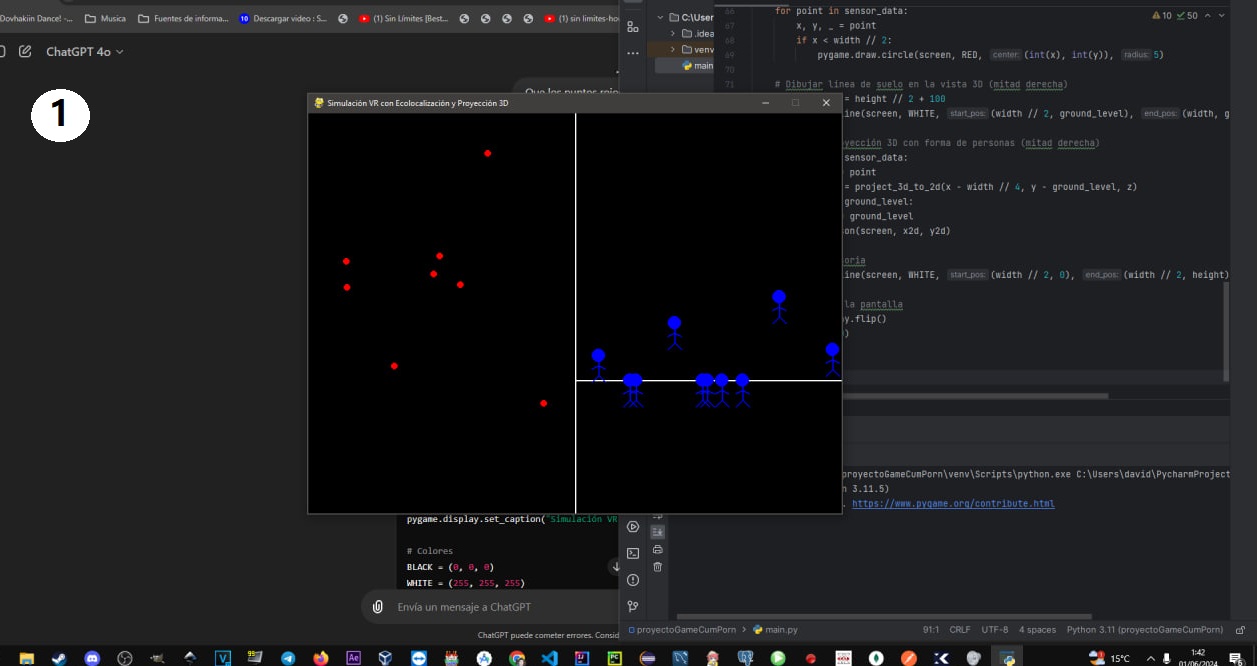 Dovhakiin Dance! -...
Musica
Fuentes de informa...
10 Descargar video : S...
(1) Sin Límites [Best...
(1) sin limites-ho
ChatGPT 4o
1
Que los puntos rojo
C:\User
.idea
venv
main
66 for point in sensor_data:
67 x, y, _ = point
68 if x < width // 2:
69 pygame.draw.circle(screen, RED, center: (int(x), int(y)), radius: 5)
70
71 # Dibujar línea de suelo en la vista 3D (mitad derecha)
10 50
Simulación VR con Ecolocalización y Proyección 3D
= height // 2 + 100
ine(screen, WHITE, start_pos: (width // 2, ground_level), end_pos: (width, g
yección 3D con forma de personas (mitad derecha)
sensor_data:
point
= project_3d_to_2d(x - width // 4, y - ground_level, z)
ground_level:
ground_level
son(screen, x2d, y2d)
soria
ine(screen, WHITE, start_pos: (width // 2, 0), end_pos: (width // 2, height)
la pantalla
y.flip()
)
proyectoGameCumPorn\venv\Scripts\python.exe C:\Users\david\PycharmProject
n 3.11.5)
. https://www.pygame.org/contribute.html
pygame.display.set_caption("Simulación VR
# Colores
BLACK = (0, 0, 0)
WHITE = (255, 255, 255)
Envía un mensaje a ChatGPT
ChatGPT puede cometer errores. Consid
proyectoGameCumPorn > main.py
91:1 CRLF UTF-8 4 spaces Python 3.11 (proyectoGameCumPorn)
15°C
1:42
01/06/2024